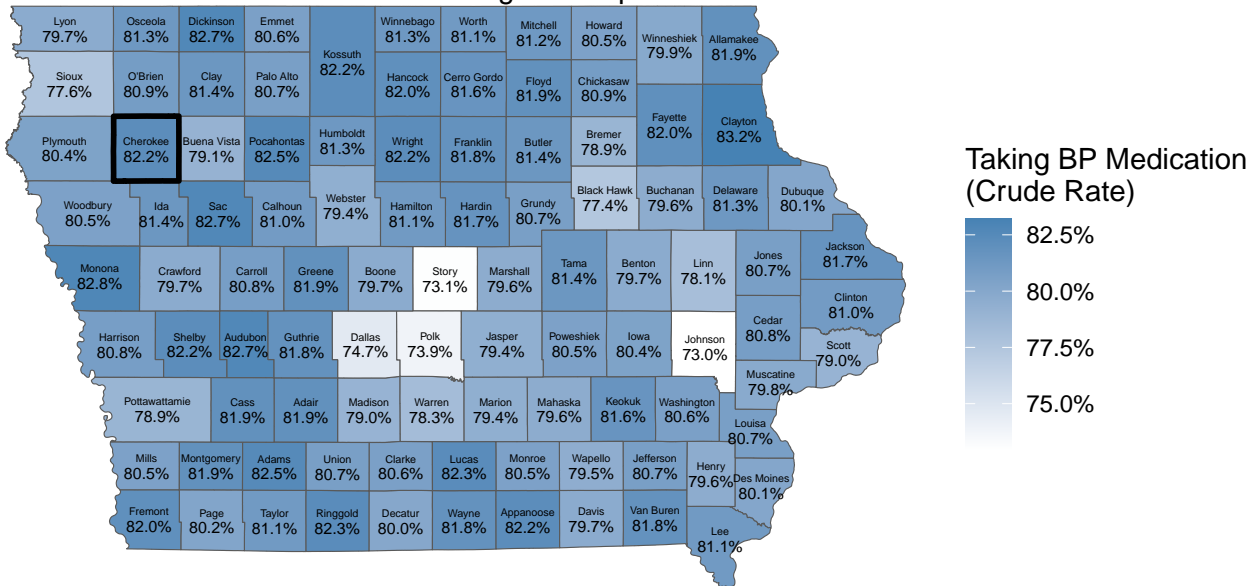 Lyon Osceola Dickinson Emmet Winnebago Worth Mitchell Howard Winneshiek Allamakee
79.7% 81.3% 82.7% 80.6% 81.3% 81.1% 81.2% 80.5% 79.9% 81.9%
Kossuth
82.2%
Sioux O'Brien Clay Palo Alto Hancock Cerro Gordo Floyd Chickasaw
77.6% 80.9% 81.4% 80.7% 82.0% 81.6% 81.9% 80.9%
Fayette Clayton
82.0% 83.2%
Plymouth Cherokee Buena Vista Pocahontas Humboldt Wright Franklin Butler Bremer
80.4% 82.2% 79.1% 82.5% 81.3% 82.2% 81.8% 81.4% 78.9%
Woodbury Ida Sac Calhoun Webster Hamilton Hardin Grundy Black Hawk Buchanan Delaware Dubuque
80.5% 81.4% 82.7% 81.0% 79.4% 81.1% 81.7% 80.7% 77.4% 79.6% 81.3% 80.1%
Monona Crawford Carroll Greene Boone Story Marshall Tama Benton Linn Jones Jackson
82.8% 79.7% 80.8% 81.9% 79.7% 73.1% 79.6% 81.4% 79.7% 78.1% 80.7% 81.7%
Clinton
81.0%
Harrison Shelby Audubon Guthrie Dallas Polk Jasper Poweshiek Iowa Johnson Cedar Scott
80.8% 82.2% 82.7% 81.8% 74.7% 73.9% 79.4% 80.5% 80.4% 73.0% 80.8% 79.0%
Muscatine
79.8%
Pottawattamie Cass Adair Madison Warren Marion Mahaska Keokuk Washington Louisa
78.9% 81.9% 81.9% 79.0% 78.3% 79.4% 79.6% 81.6% 80.6% 80.7%
Mills Montgomery Adams Union Clarke Lucas Monroe Wapello Jefferson Henry Des Moines
80.5% 81.9% 82.5% 80.7% 80.6% 82.3% 80.5% 79.5% 80.7% 79.6% 80.1%
Fremont Page Taylor Ringgold Decatur Wayne Appanoose Davis Van Buren Lee
82.0% 80.2% 81.1% 82.3% 80.0% 81.8% 82.2% 79.7% 81.8% 81.1%
Taking BP Medication
(Crude Rate)
82.5%
80.0%
77.5%
75.0%